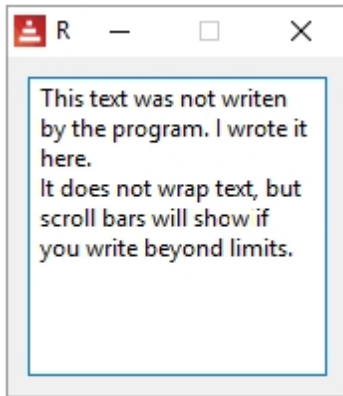 R
This text was not writen
by the program. I wrote it
here.
It does not wrap text, but
scroll bars will show if
you write beyond limits.